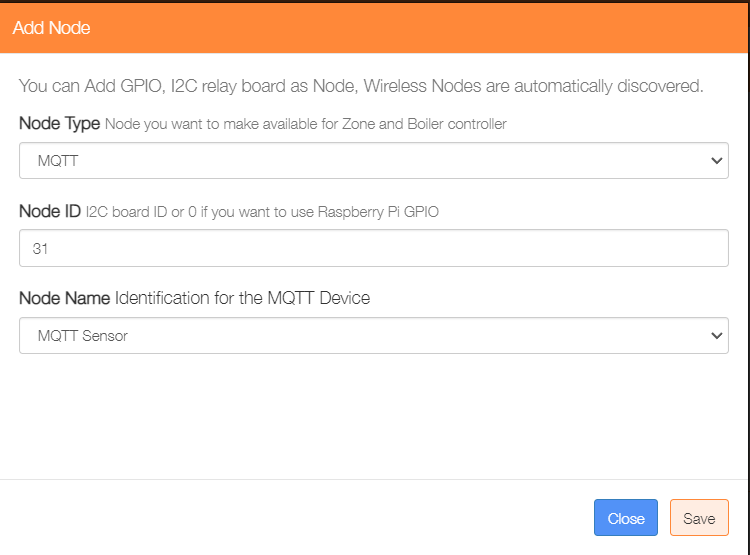 Add Node
You can Add GPIO, I2C relay board as Node, Wireless Nodes are automatically discovered.
Node Type Node you want to make available for Zone and Boiler controller
MQTT
Node ID I2C board ID or 0 if you want to use Raspberry Pi GPIO
31
Node Name Identification for the MQTT Device
MQTT Sensor
Close Save